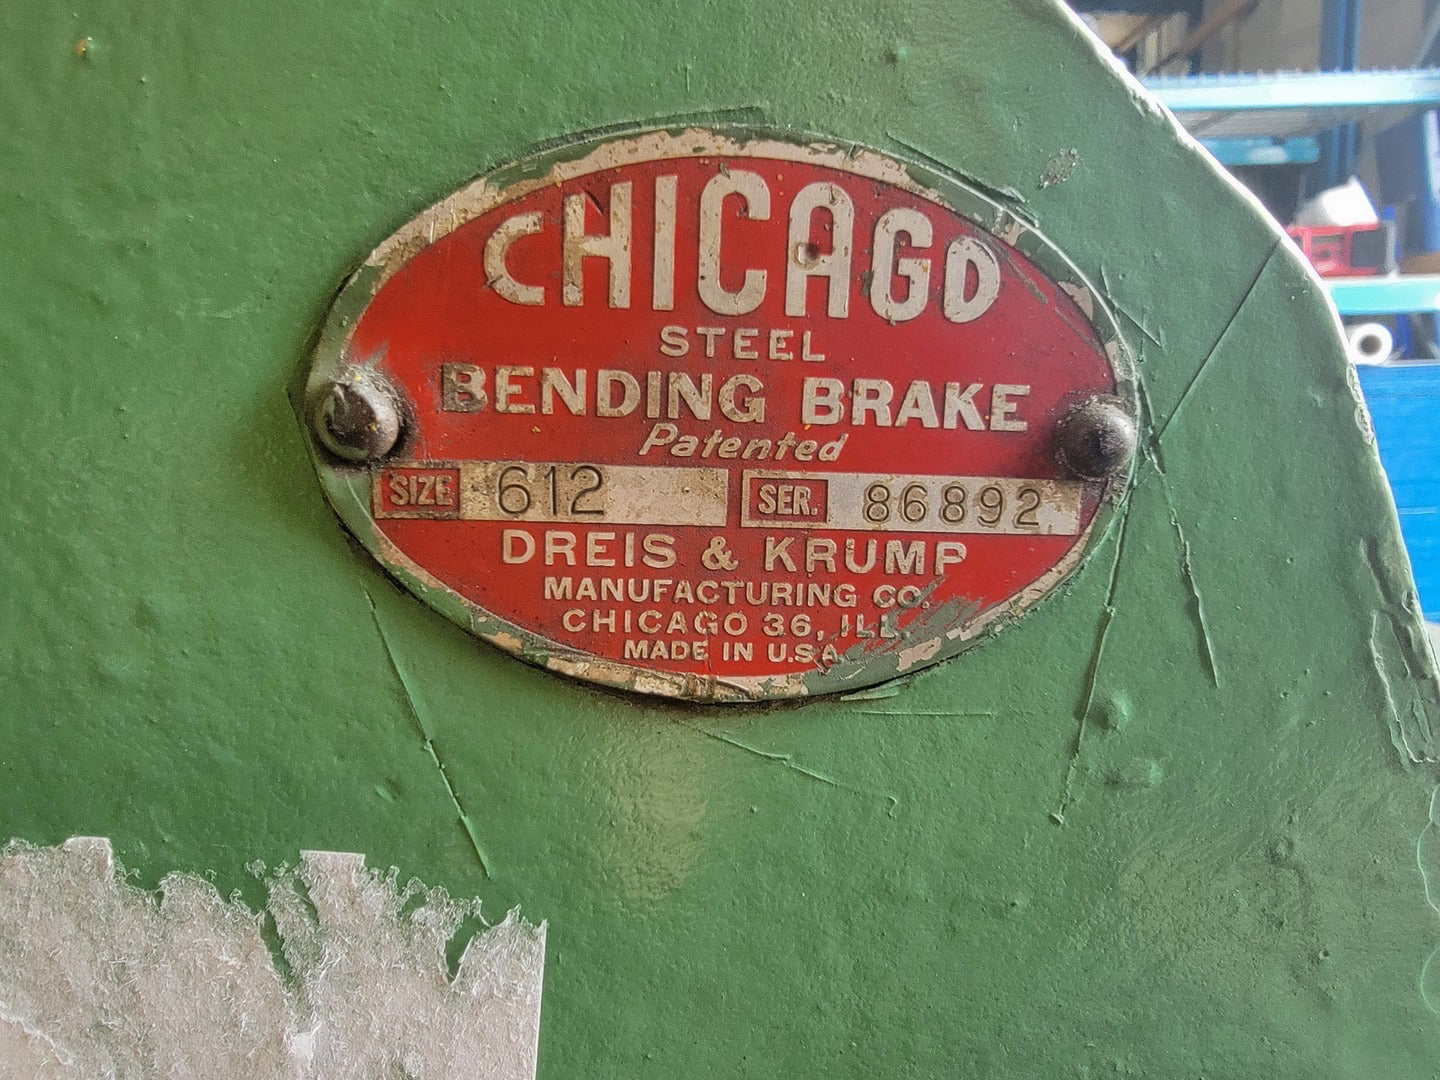 CHICAGO
STEEL
BENDING BRAKE
Patented
SIZE 612 SER. 86892
DREIS & KRUMP
MANUFACTURING CO.
CHICAGO 36, ILL.
MADE IN U.S.A.